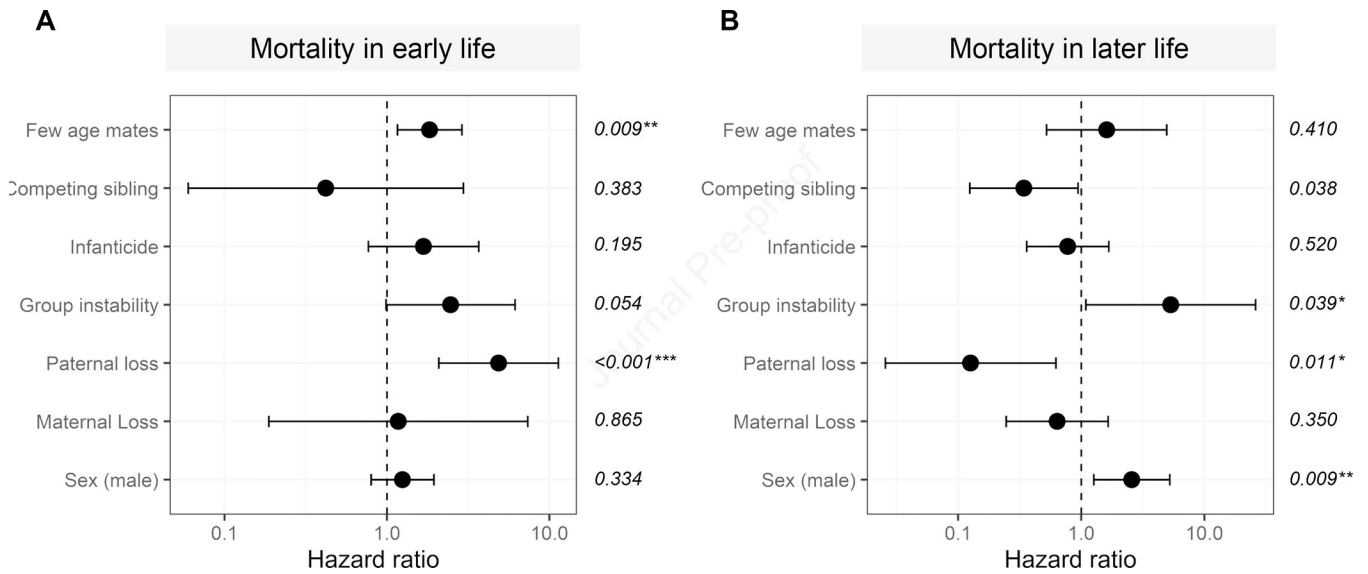 A
Mortality in early life
Few age mates 0.009**
Competing sibling 0.383
Infanticide 0.195
Group instability 0.054
Paternal loss <0.001***
Maternal Loss 0.865
Sex (male) 0.334
0.1 1.0 10.0
Hazard ratio
B
Mortality in later life
Few age mates 0.410
Competing sibling 0.038
Infanticide 0.520
Group instability 0.039*
Paternal loss 0.011*
Maternal Loss 0.350
Sex (male) 0.009**
0.1 1.0 10.0
Hazard ratio
Journal Pre-proof